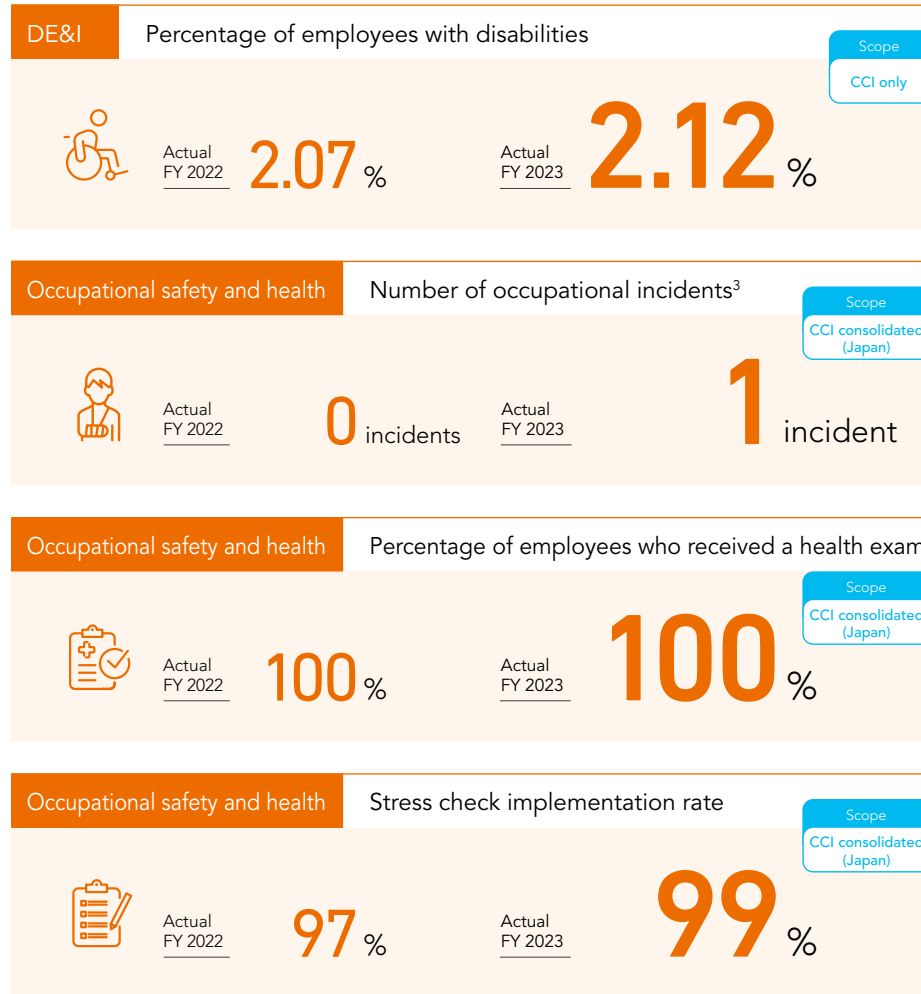 DE&I
Percentage of employees with disabilities
Scope
CCI only
Actual
FY 2022
2.07 %
Actual
FY 2023
2.12 %
Occupational safety and health
Number of occupational incidents³
Scope
CCI consolidated
(Japan)
Actual
FY 2022
0 incidents
Actual
FY 2023
1 incident
Occupational safety and health
Percentage of employees who received a health exam
Scope
CCI consolidated
(Japan)
Actual
FY 2022
100 %
Actual
FY 2023
100 %
Occupational safety and health
Stress check implementation rate
Scope
CCI consolidated
(Japan)
Actual
FY 2022
97 %
Actual
FY 2023
99 %